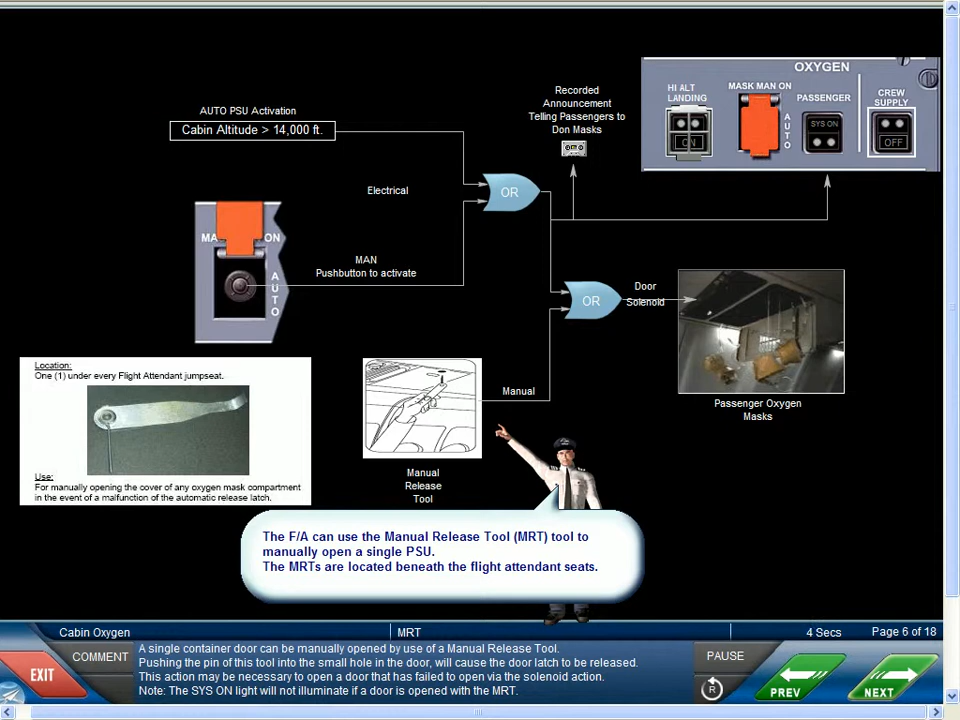 OXYGEN
HI ALT
LANDING
MASK MAN ON
PASSENGER
CREW
SUPPLY
AUTO
SYS ON
ON
OFF
Recorded
Announcement
Telling Passengers to
Don Masks
AUTO PSU Activation
Cabin Altitude > 14,000 ft.
Electrical
OR
MA
ON
AUTO
MAN
Pushbutton to activate
OR
Door
Solenoid
Passenger Oxygen
Masks
Location:
One (1) under every Flight Attendant jumpseat.
Use:
For manually opening the cover of any oxygen mask compartment
in the event of a malfunction of the automatic release latch.
Manual
Manual
Release
Tool
The F/A can use the Manual Release Tool (MRT) tool to
manually open a single PSU.
The MRTs are located beneath the flight attendant seats.
Cabin Oxygen
MRT
4 Secs
Page 6 of 18
EXIT
COMMENT
A single container door can be manually opened by use of a Manual Release Tool.
Pushing the pin of this tool into the small hole in the door, will cause the door latch to be released.
This action may be necessary to open a door that has failed to open via the solenoid action.
Note: The SYS ON light will not illuminate if a door is opened with the MRT.
PAUSE
R
PREV
NEXT